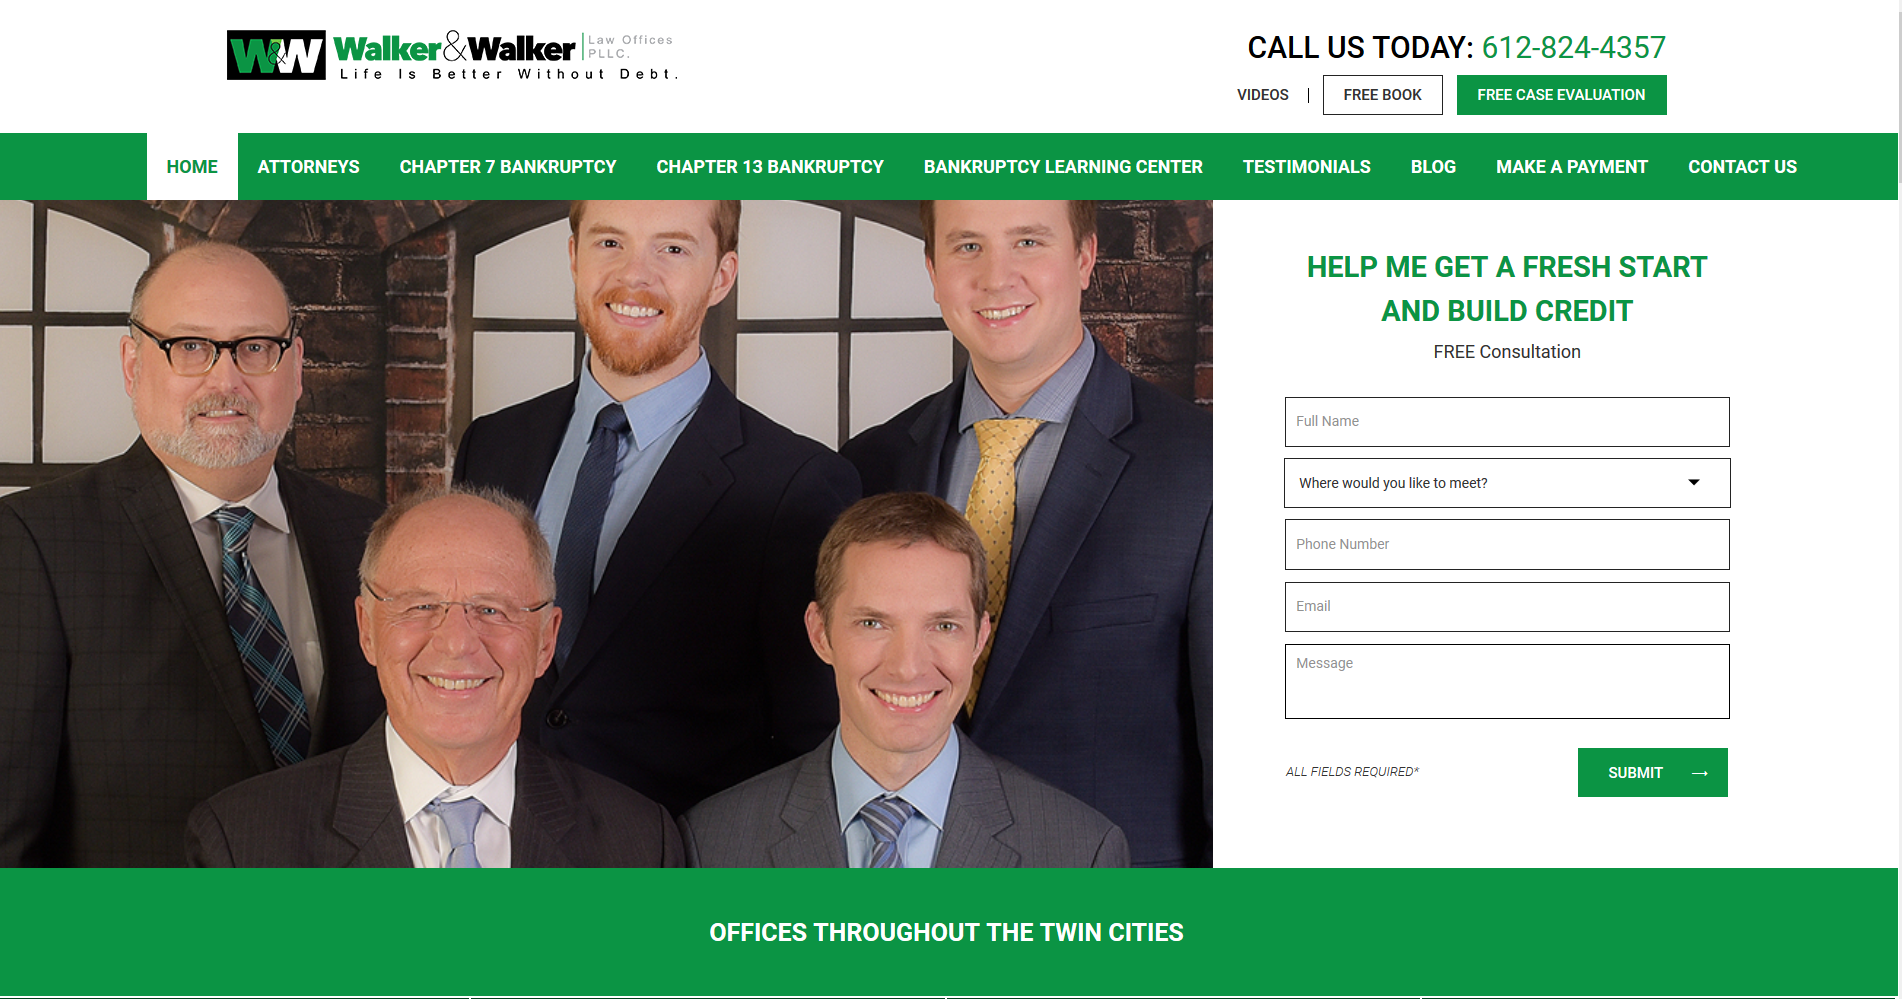 W&W Walker&Walker Law Offices
PLLC.
Life Is Better Without Debt.
CALL US TODAY: 612-824-4357
VIDEOS | FREE BOOK FREE CASE EVALUATION
HOME ATTORNEYS CHAPTER 7 BANKRUPTCY CHAPTER 13 BANKRUPTCY BANKRUPTCY LEARNING CENTER TESTIMONIALS BLOG MAKE A PAYMENT CONTACT US
HELP ME GET A FRESH START
AND BUILD CREDIT
FREE Consultation
Full Name
Where would you like to meet?
Phone Number
Email
Message
ALL FIELDS REQUIRED*
SUBMIT →
OFFICES THROUGHOUT THE TWIN CITIES